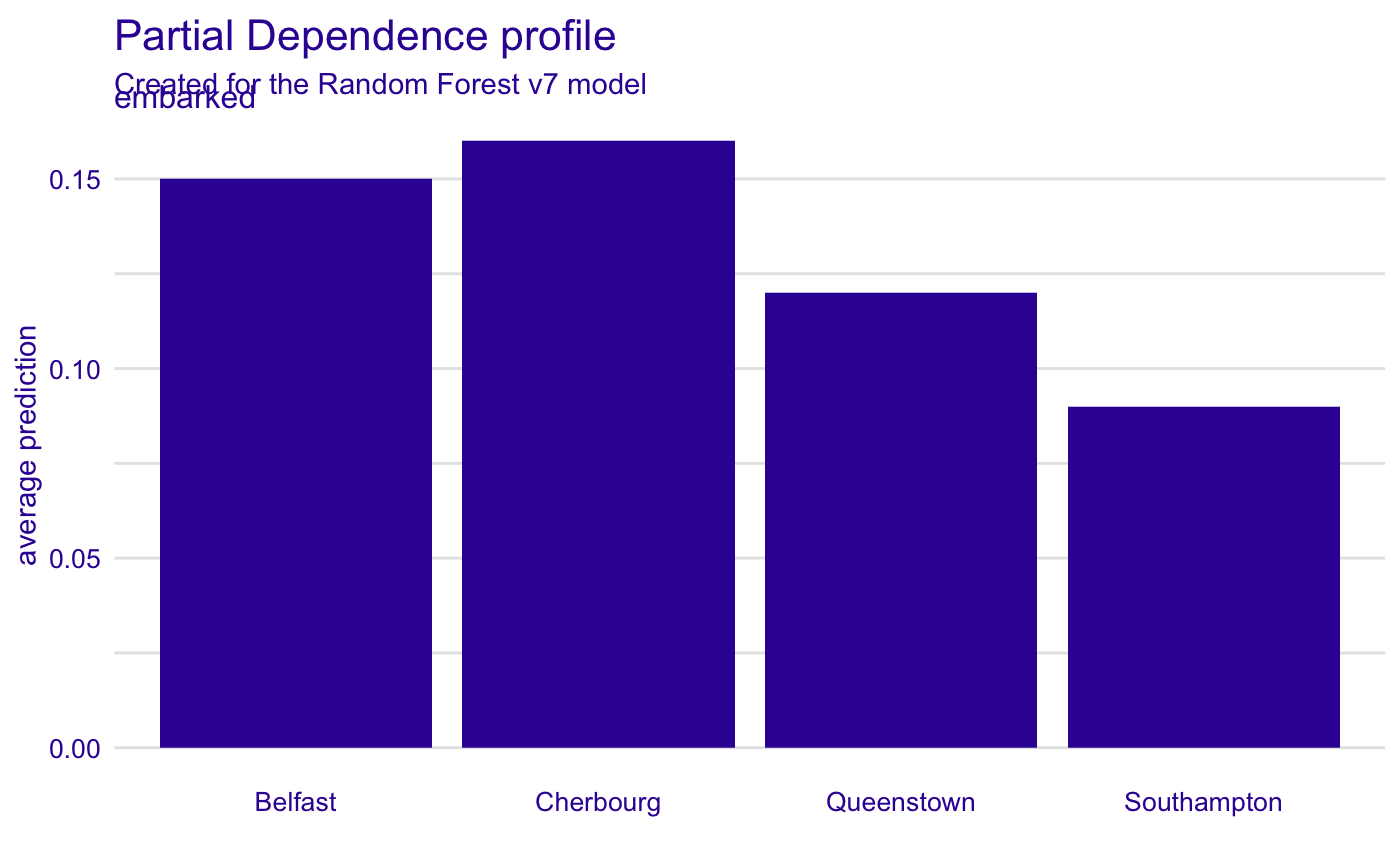 Partial Dependence profile
Created for the Random Forest v7 model
embarked
average prediction
0.15
0.10
0.05
0.00
Belfast
Cherbourg
Queenstown
Southampton